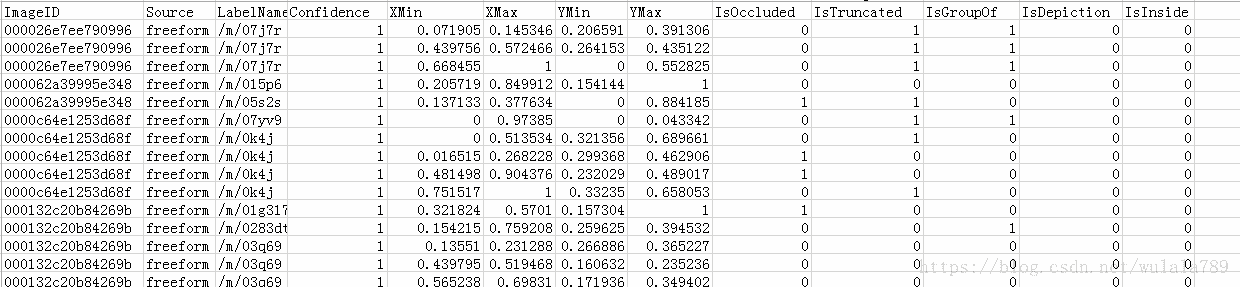 ImageID Source LabelName Confidence XMin XMax YMin YMax IsOccluded IsTruncated IsGroupOf IsDepiction IsInside
000026e7ee790996 freeform /m/07j7r 1 0.071905 0.145346 0.206591 0.391306 0 1 1 0 0
000026e7ee790996 freeform /m/07j7r 1 0.439756 0.572466 0.264153 0.435122 0 1 1 0 0
000026e7ee790996 freeform /m/07j7r 1 0.668455 1 0 0.552825 0 1 1 0 0
000062a39995e348 freeform /m/015p6 1 0.205719 0.849912 0.154144 1 0 1 0 0 0
000062a39995e348 freeform /m/05s2s 1 0.137133 0.377634 0 0.884185 1 1 0 0 0
0000c64e1253d68f freeform /m/07yv9 1 0 0.97385 0 0.043342 0 1 1 0 0
0000c64e1253d68f freeform /m/0k4j 1 0 0.513534 0.321356 0.689661 0 1 0 0 0
0000c64e1253d68f freeform /m/0k4j 1 0.016515 0.268228 0.299368 0.462906 1 0 0 0 0
0000c64e1253d68f freeform /m/0k4j 1 0.481498 0.904376 0.232029 0.489017 1 0 0 0 0
0000c64e1253d68f freeform /m/0k4j 1 0.751517 1 0.33235 0.658053 0 1 0 0 0
000132c20b84269b freeform /m/01g317 1 0.321824 0.5701 0.157304 1 1 0 0 0 0
000132c20b84269b freeform /m/0283dt 1 0.154215 0.759208 0.259625 0.394532 0 0 1 0 0
000132c20b84269b freeform /m/03q69 1 0.13551 0.231288 0.266886 0.365227 0 0 0 0 0
000132c20b84269b freeform /m/03q69 1 0.439795 0.519468 0.160632 0.235236 0 0 0 0 0
000132c20b84269b freeform /m/03q69 1 0.565238 0.69831 0.171936 0.349402 0 0 0 0 0
https://blog.csdn.net/wulala789